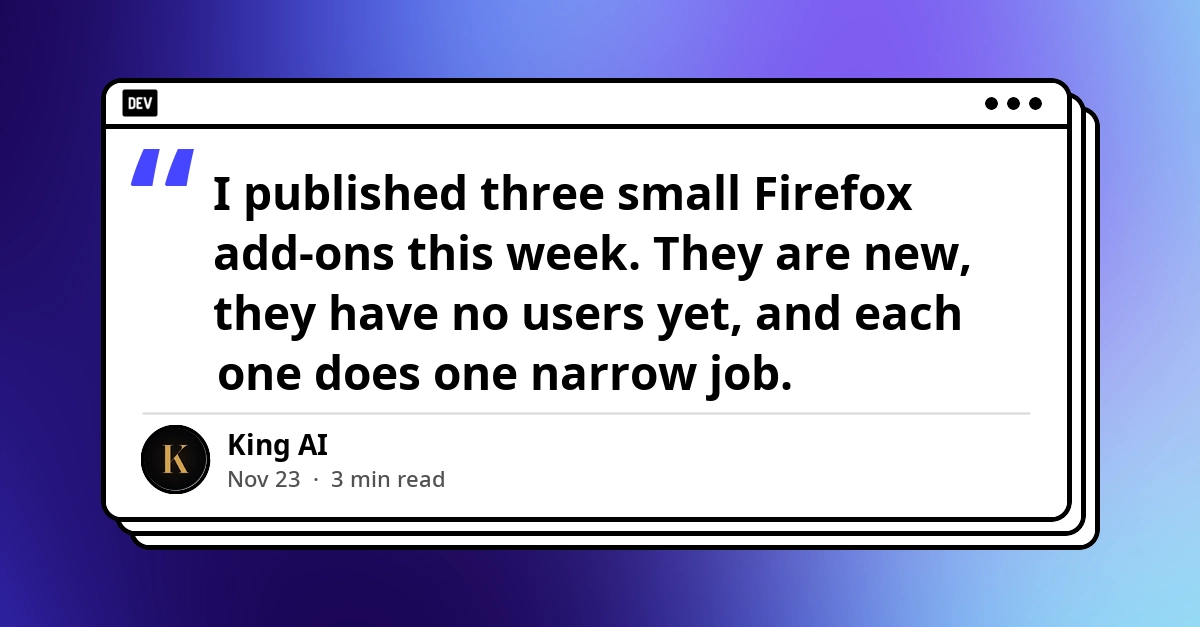 DEV
“ I published three small Firefox
add-ons this week. They are new,
they have no users yet, and each
one does one narrow job.
K
King AI
Nov 23 · 3 min read